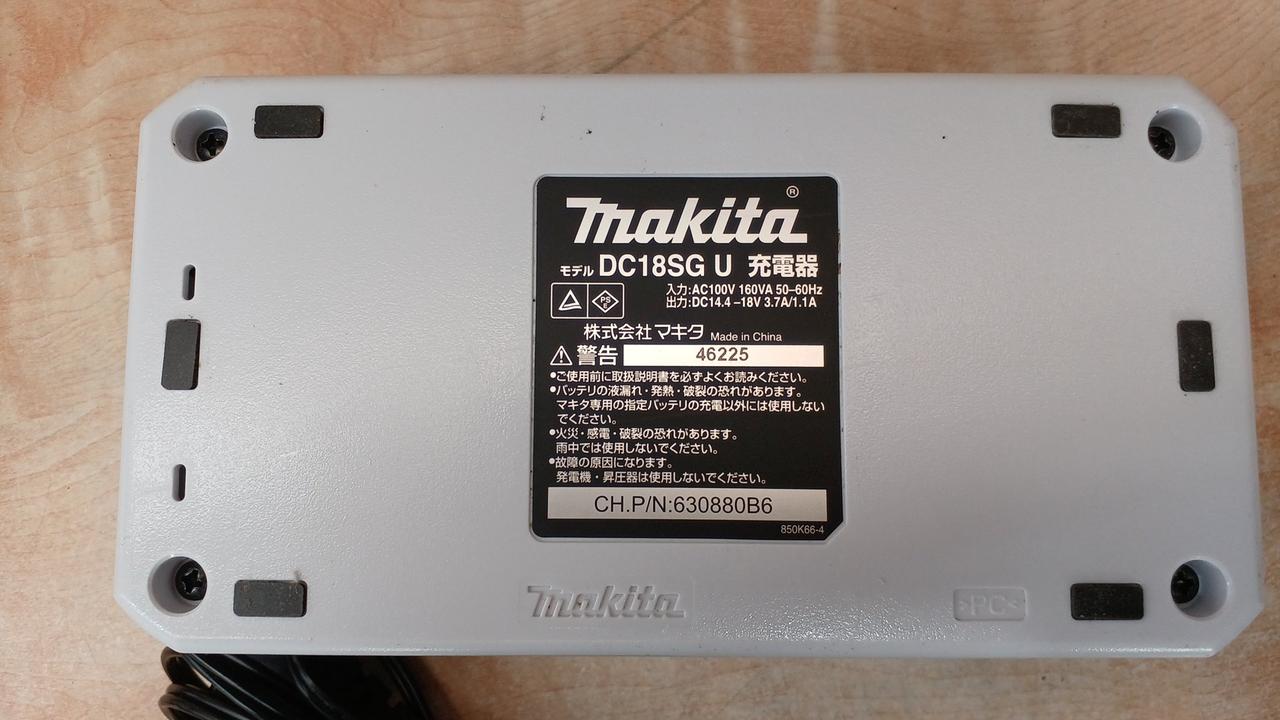 makita®
モデル DC18SG U 充電器
入力:AC100V 160VA 50–60Hz
出力:DC14.4 –18V 3.7A/1.1A
PS
E
株式会社 マキタ Made in China
警告 46225
•ご使用前に取扱説明書を必ずよくお読みください。
•バッテリの液漏れ・発熱・破裂の恐れがあります。
マキタ専用の指定バッテリの充電以外には使用しない
でください。
•火災・感電・破裂の恐れがあります。
雨中では使用しないでください。
•故障の原因になります。
発電機・昇圧器は使用しないでください。
CH.P/N:630880B6
850K66-4
makita
>PC<